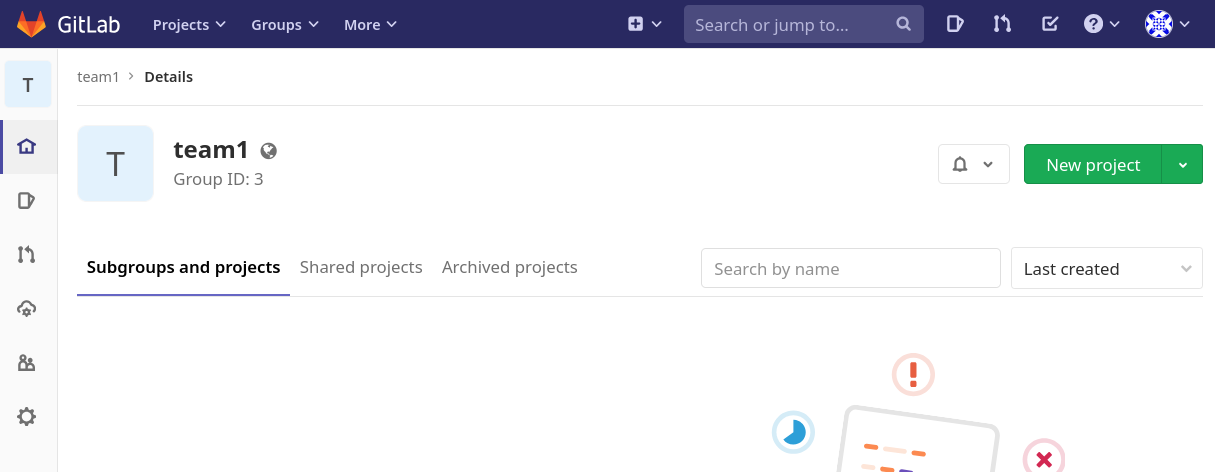 GitLab Projects Groups More Search or jump to...
T team1 Details
T
team1
Group ID: 3
New project
Subgroups and projects Shared projects Archived projects Search by name Last created